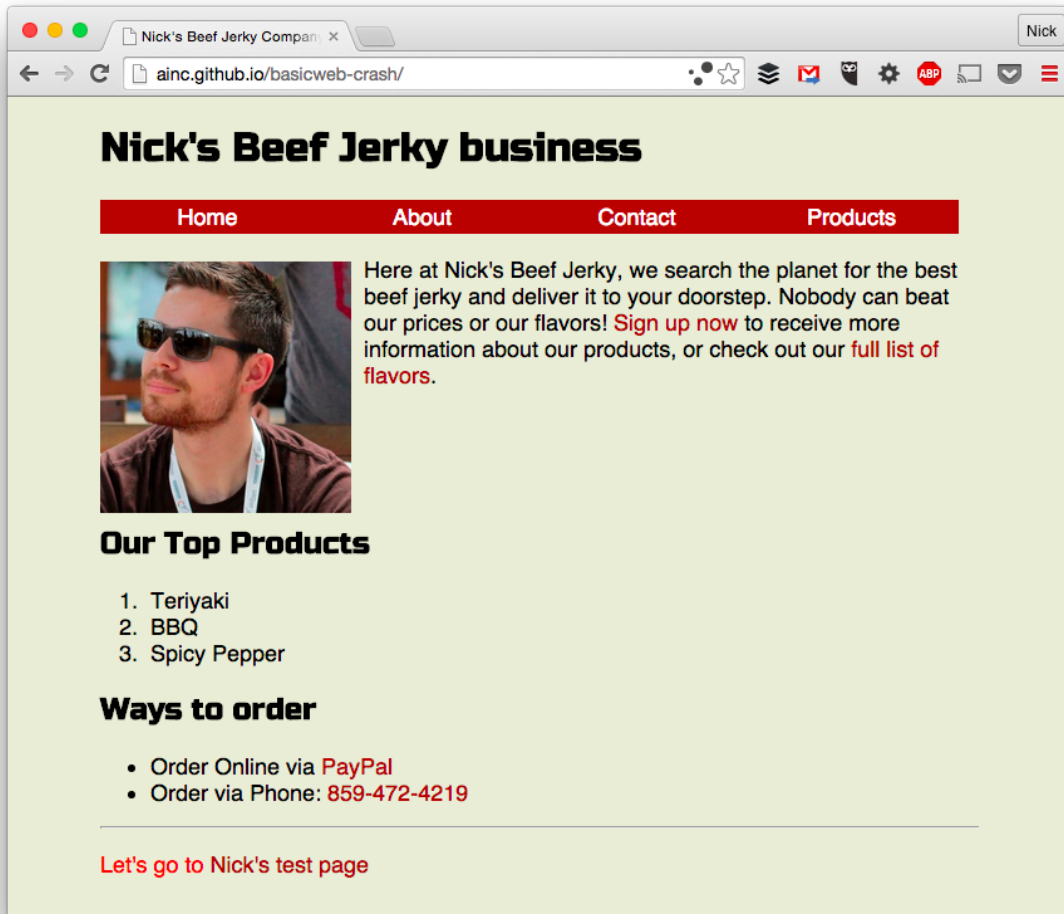 Nick's Beef Jerky Compan
Nick
ainc.github.io/basicweb-crash/
ABP
Nick's Beef Jerky business
Home About Contact Products
Here at Nick's Beef Jerky, we search the planet for the best
beef jerky and deliver it to your doorstep. Nobody can beat
our prices or our flavors! Sign up now to receive more
information about our products, or check out our full list of
flavors.
Our Top Products
1. Teriyaki
2. BBQ
3. Spicy Pepper
Ways to order
• Order Online via PayPal
• Order via Phone: 859-472-4219
Let's go to Nick's test page